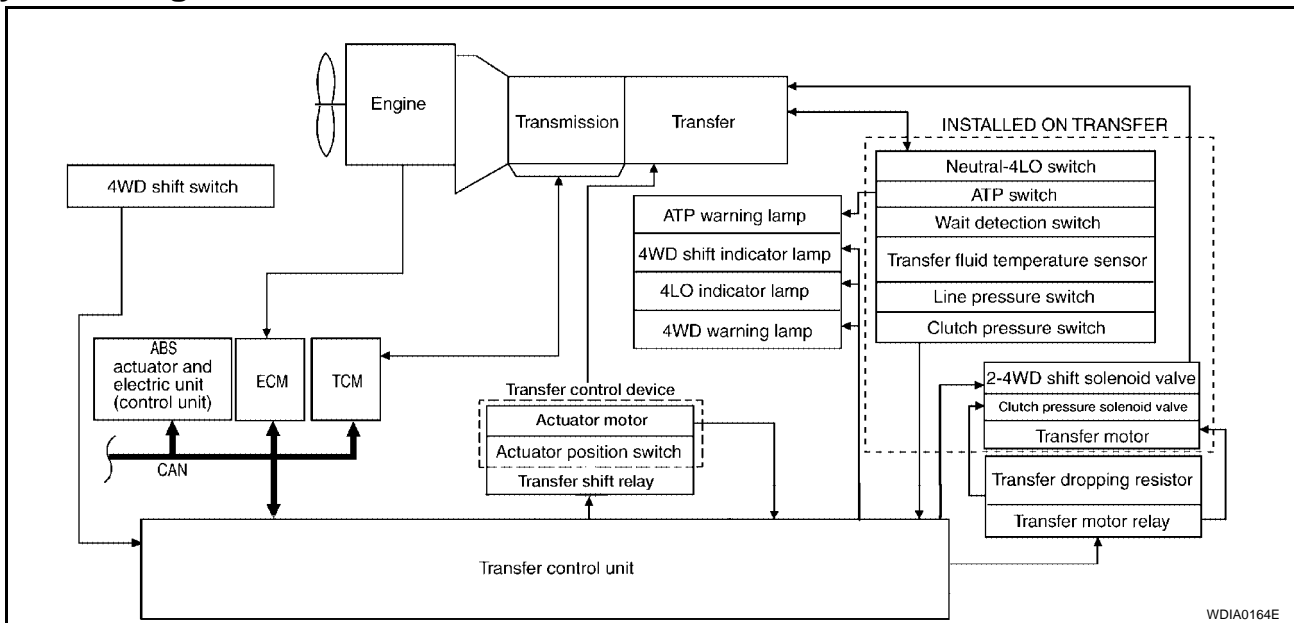 Engine
Transmission
Transfer
INSTALLED ON TRANSFER
Neutral-4LO switch
ATP switch
Wait detection switch
Transfer fluid temperature sensor
Line pressure switch
Clutch pressure switch
4WD shift switch
ATP warning lamp
4WD shift indicator lamp
4LO indicator lamp
4WD warning lamp
ABS
actuator and
electric unit
(control unit)
ECM
TCM
CAN
Transfer control device
Actuator motor
Actuator position switch
Transfer shift relay
2-4WD shift solenoid valve
Clutch pressure solenoid valve
Transfer motor
Transfer dropping resistor
Transfer motor relay
Transfer control unit
WDIA0164E